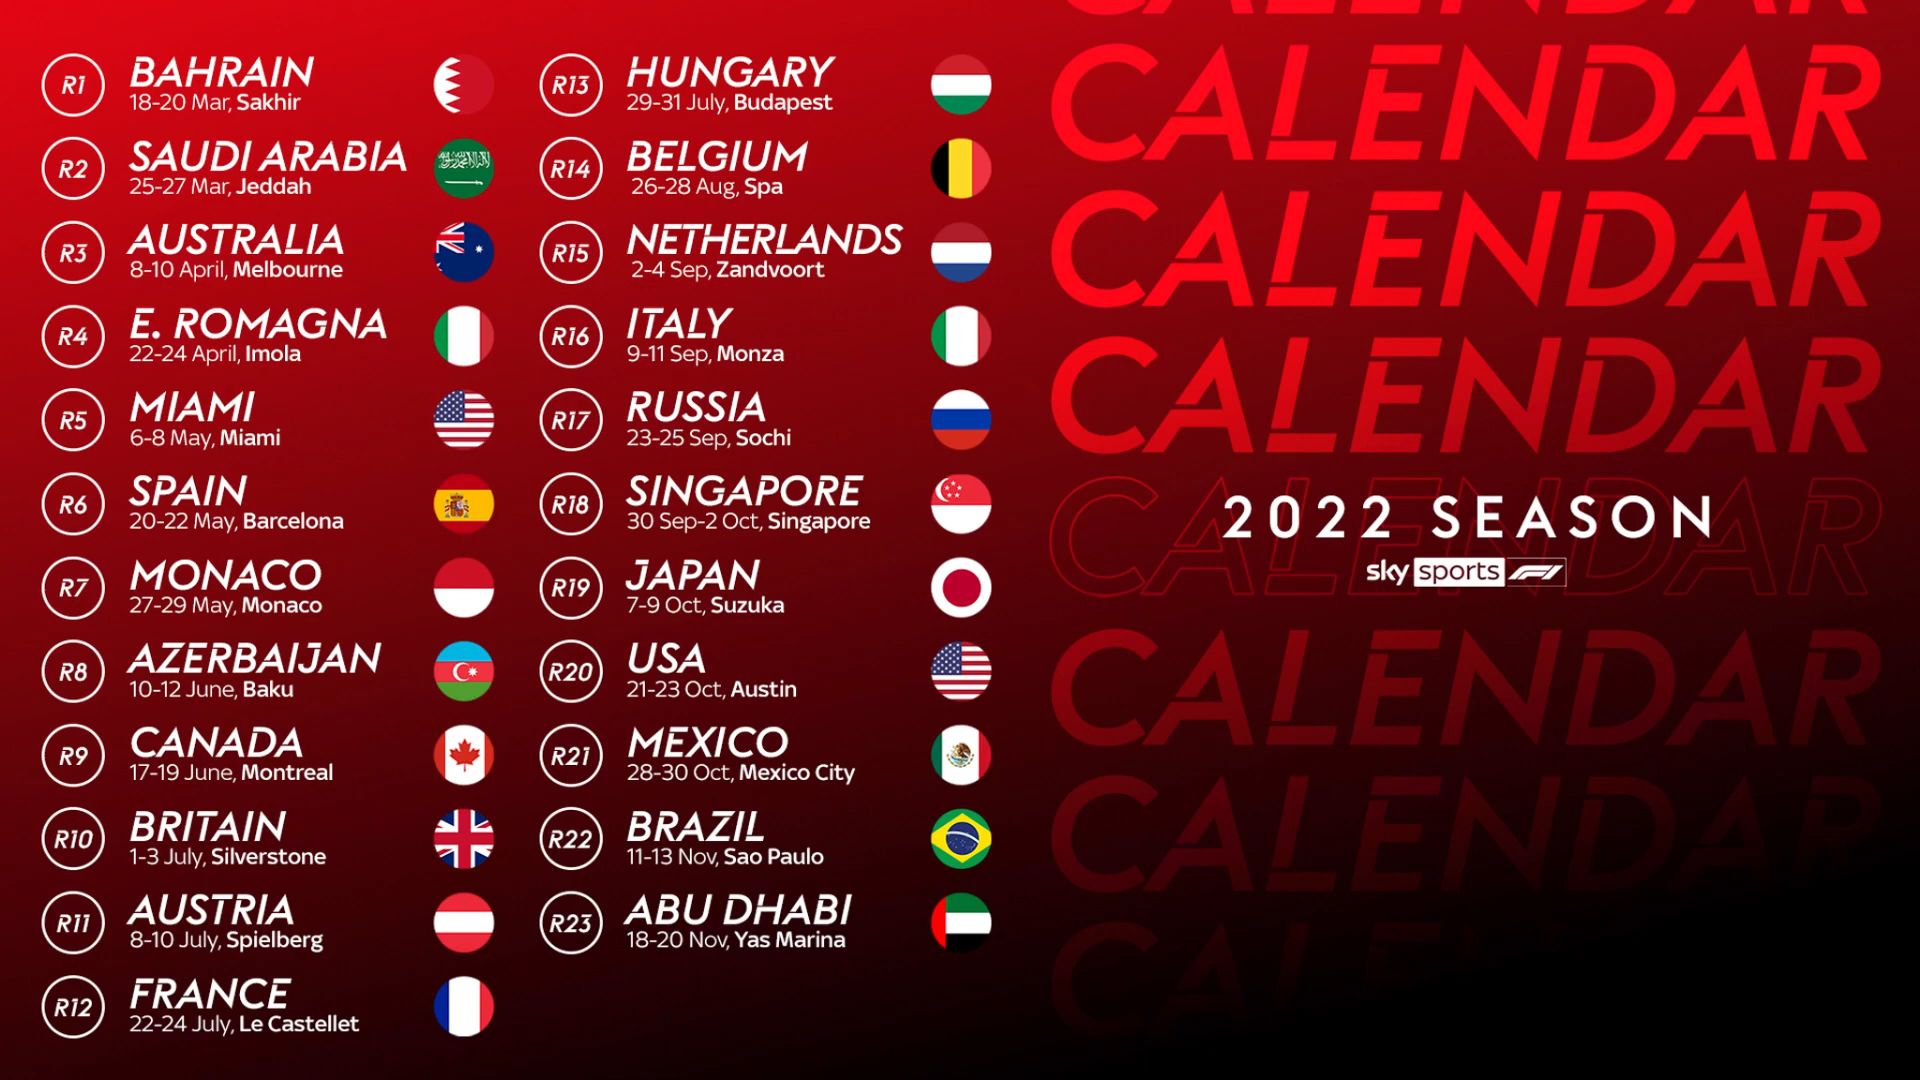 R1
BAHRAIN
18-20 Mar, Sakhir
R2
SAUDI ARABIA
25-27 Mar, Jeddah
R3
AUSTRALIA
8-10 April, Melbourne
R4
E. ROMAGNA
22-24 April, Imola
R5
MIAMI
6-8 May, Miami
R6
SPAIN
20-22 May, Barcelona
R7
MONACO
27-29 May, Monaco
R8
AZERBAIJAN
10-12 June, Baku
R9
CANADA
17-19 June, Montreal
R10
BRITAIN
1-3 July, Silverstone
R11
AUSTRIA
8-10 July, Spielberg
R12
FRANCE
22-24 July, Le Castellet
R13
HUNGARY
29-31 July, Budapest
R14
BELGIUM
26-28 Aug, Spa
R15
NETHERLANDS
2-4 Sep, Zandvoort
R16
ITALY
9-11 Sep, Monza
R17
RUSSIA
23-25 Sep, Sochi
R18
SINGAPORE
30 Sep-2 Oct, Singapore
R19
JAPAN
7-9 Oct, Suzuka
R20
USA
21-23 Oct, Austin
R21
MEXICO
28-30 Oct, Mexico City
R22
BRAZIL
11-13 Nov, Sao Paulo
R23
ABU DHABI
18-20 Nov, Yas Marina
CALENDAR
CALENDAR
CALENDAR
CALENDAR
CALENDAR
2022 SEASON
sky sports F1
CALENDAR
CALENDAR
CALENDAR